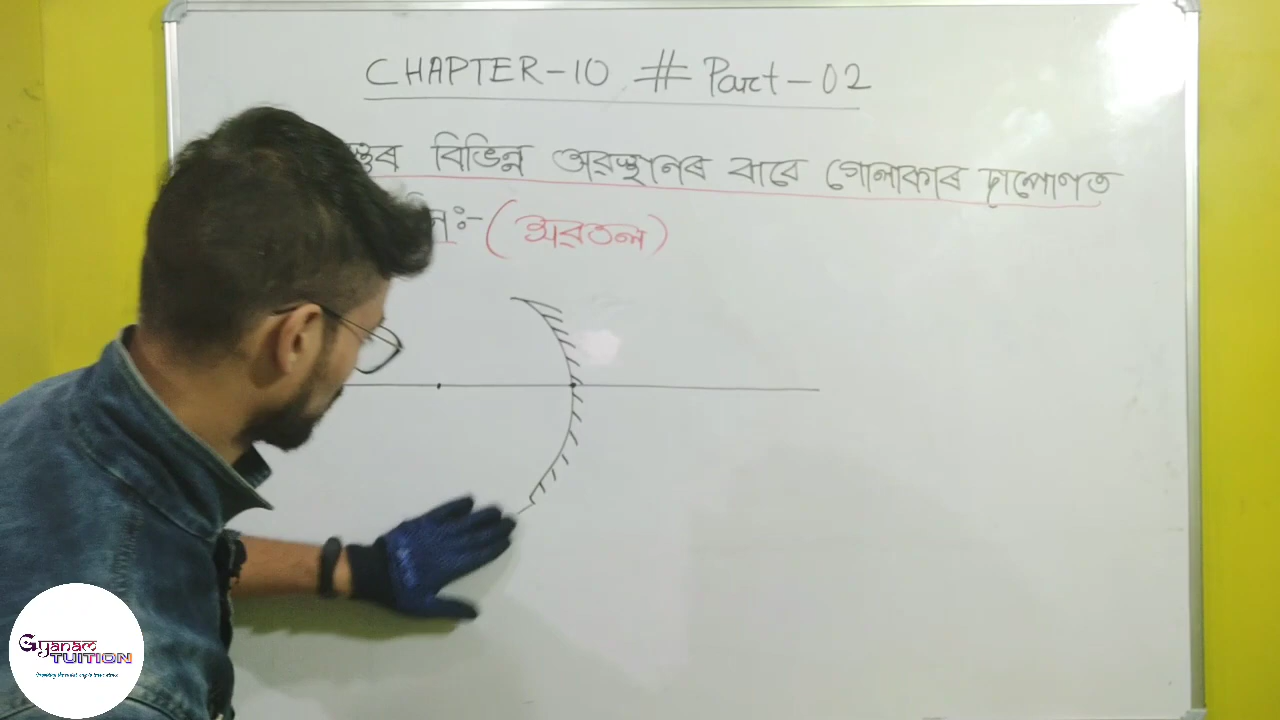 CHAPTER-10 # Part-02
বিভিন্ন অৱস্থানৰ বাবে গোলাকাৰ দাপোণত
(অৱতল)
Gyanam
TUITION